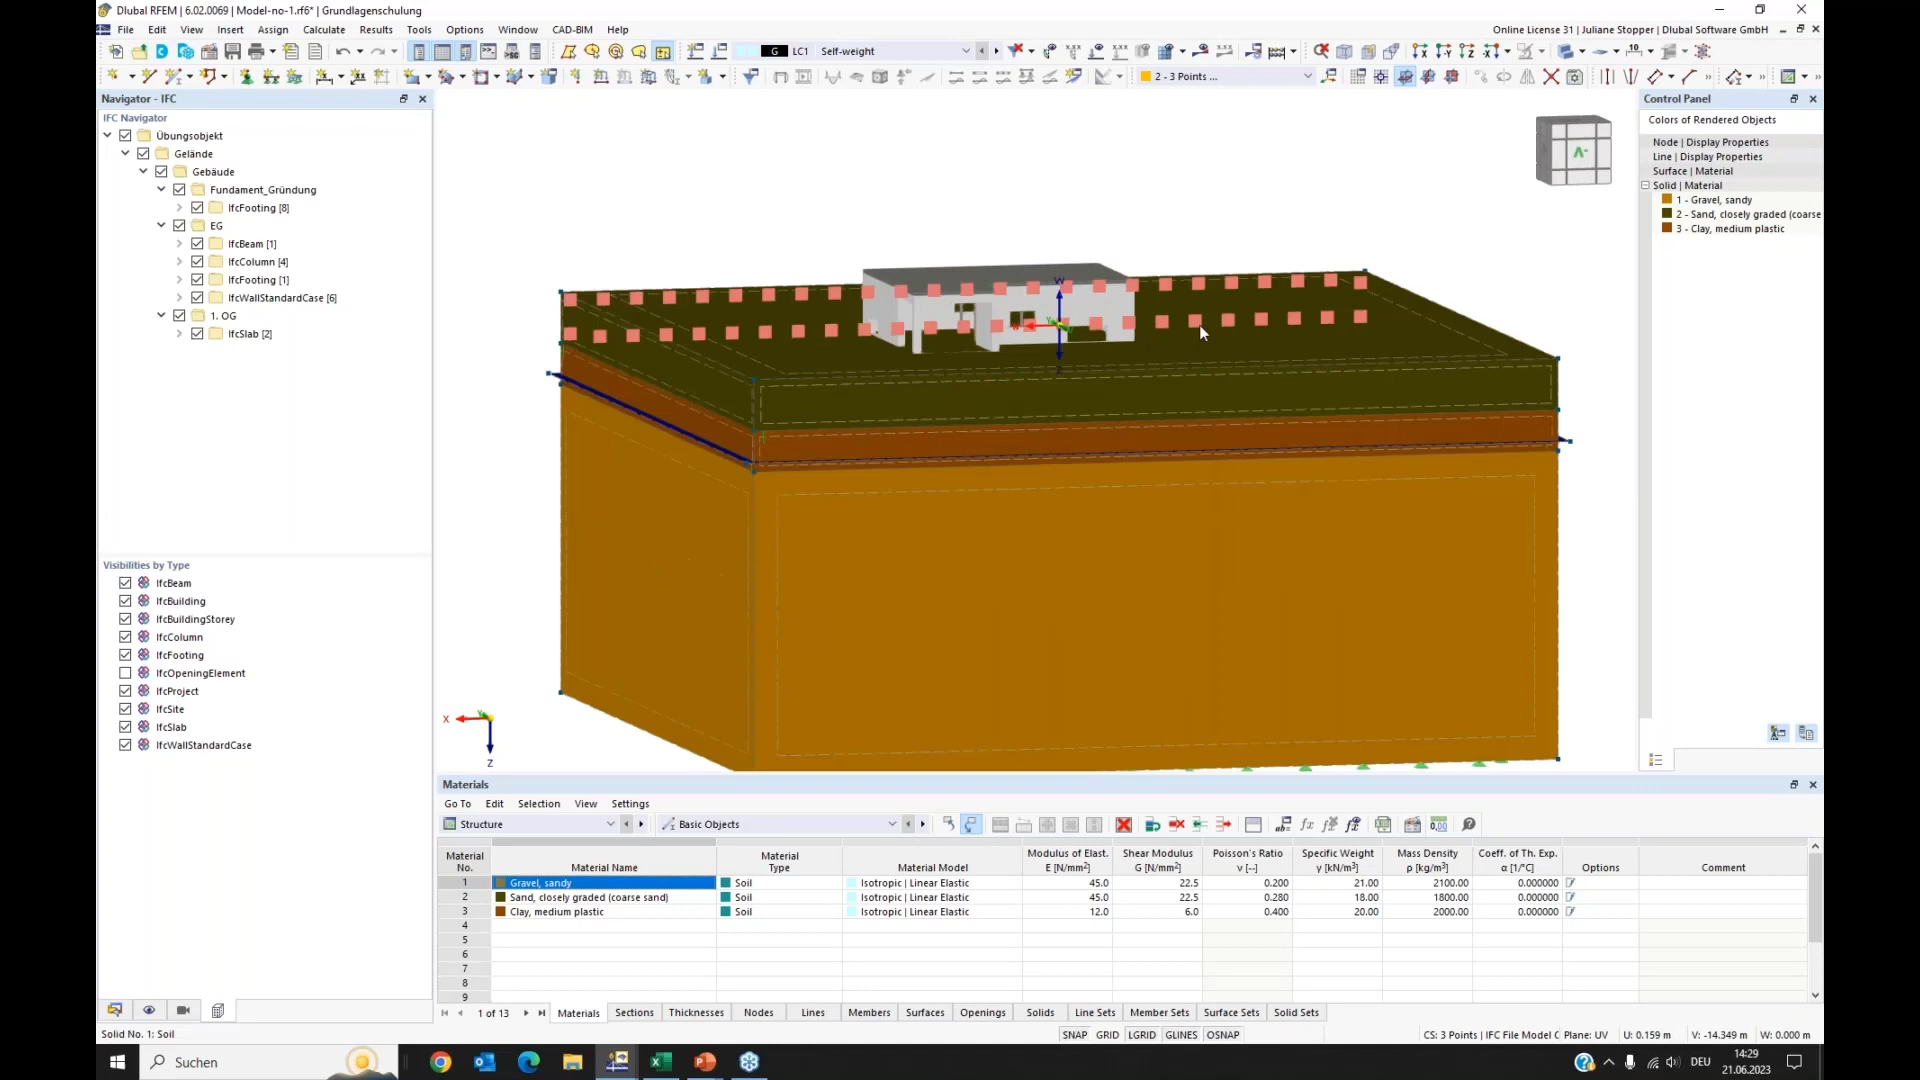 Dlubal RFEM | 6.02.0069 | Model-no-1.rf6* | Grundlagenschulung
File Edit View Insert Assign Calculate Results Tools Options Window CAD-BIM Help
Online License 31 | Juliane Stopper | Dlubal Software GmbH
G LC1 Self-weight
2 - 3 Points ...
Navigator - IFC
IFC Navigator
Übungsobjekt
Gelände
Gebäude
Fundament_Gründung
IfcFooting [8]
EG
IfcBeam [1]
IfcColumn [4]
IfcFooting [1]
IfcWallStandardCase [6]
1. OG
IfcSlab [2]
Visibilities by Type
IfcBeam
IfcBuilding
IfcBuildingStorey
IfcColumn
IfcFooting
IfcOpeningElement
IfcProject
IfcSite
IfcSlab
IfcWallStandardCase
X
Z
Control Panel
Colors of Rendered Objects
Node | Display Properties
Line | Display Properties
Surface | Material
Solid | Material
1 - Gravel, sandy
2 - Sand, closely graded (coarse
3 - Clay, medium plastic
Materials
Go To Edit Selection View Settings
Structure Basic Objects
Material No. Material Name Material Type Material Model Modulus of Elast. E [N/mm²] Shear Modulus G [N/mm²] Poisson's Ratio ν [--] Specific Weight γ [kN/m³] Mass Density ρ [kg/m³] Coeff. of Th. Exp. α [1/°C] Options Comment
1 Gravel, sandy Soil Isotropic | Linear Elastic 45.0 22.5 0.200 21.00 2100.00 0.000000
2 Sand, closely graded (coarse sand) Soil Isotropic | Linear Elastic 45.0 22.5 0.280 18.00 1800.00 0.000000
3 Clay, medium plastic Soil Isotropic | Linear Elastic 12.0 6.0 0.400 20.00 2000.00 0.000000
4
5
6
7
8
9
1 of 13 Materials Sections Thicknesses Nodes Lines Members Surfaces Openings Solids Line Sets Member Sets Surface Sets Solid Sets
Solid No. 1: Soil
SNAP GRID LGRID GLINES OSNAP
CS: 3 Points | IFC File Model C Plane: UV U: 0.159 m V: -14.349 m W: 0.000 m
Suchen
DEU
14:29
21.06.2023